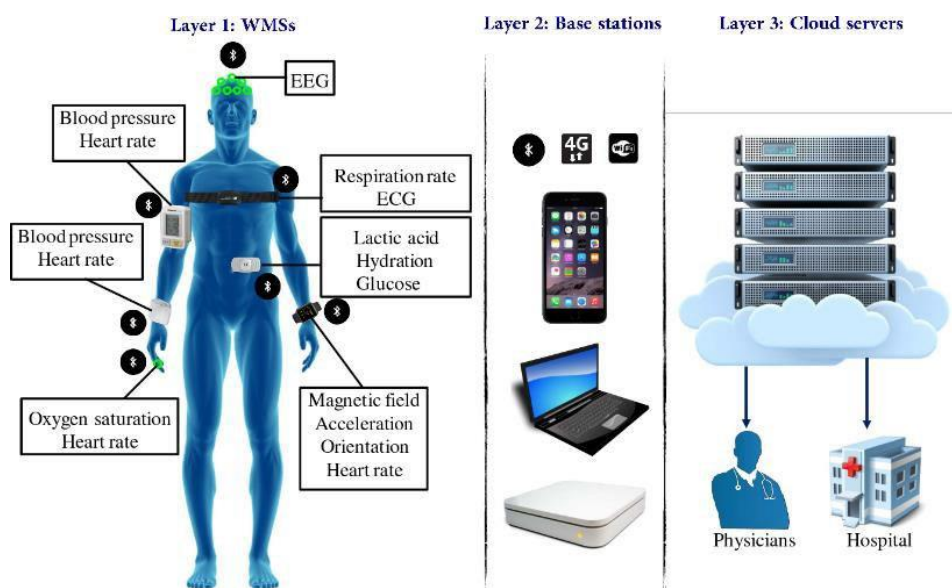 Layer 1: WMSs
Layer 2: Base stations
Layer 3: Cloud servers
EEG
Blood pressure
Heart rate
Respiration rate
ECG
Blood pressure
Heart rate
Lactic acid
Hydration
Glucose
Oxygen saturation
Heart rate
Magnetic field
Acceleration
Orientation
Heart rate
4G
WiFi
Physicians
Hospital